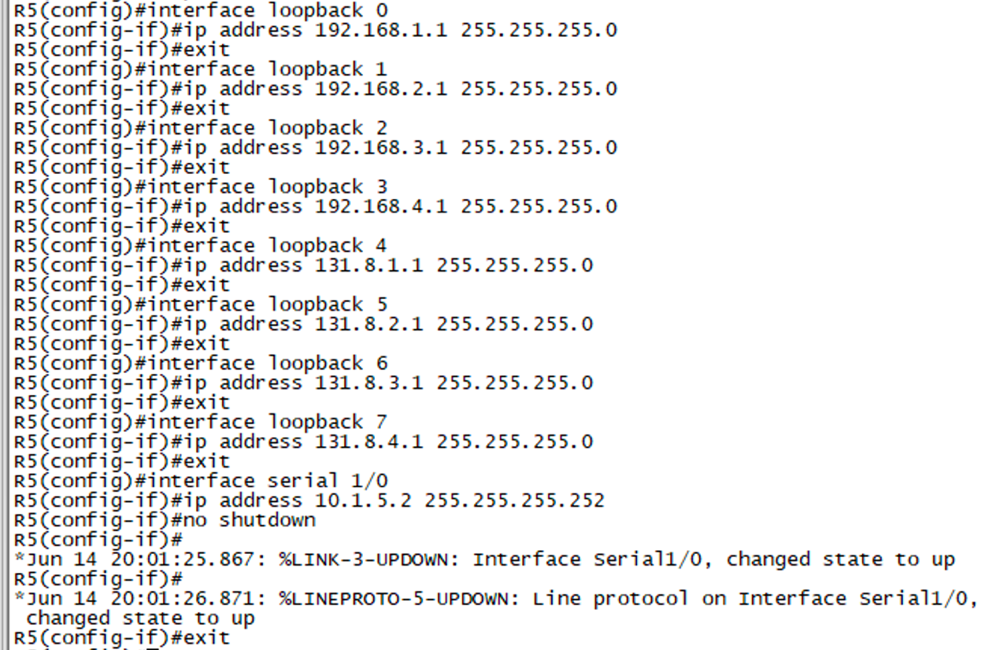 R5(config)#interface loopback 0
R5(config-if)#ip address 192.168.1.1 255.255.255.0
R5(config-if)#exit
R5(config)#interface loopback 1
R5(config-if)#ip address 192.168.2.1 255.255.255.0
R5(config-if)#exit
R5(config)#interface loopback 2
R5(config-if)#ip address 192.168.3.1 255.255.255.0
R5(config-if)#exit
R5(config)#interface loopback 3
R5(config-if)#ip address 192.168.4.1 255.255.255.0
R5(config-if)#exit
R5(config)#interface loopback 4
R5(config-if)#ip address 131.8.1.1 255.255.255.0
R5(config-if)#exit
R5(config)#interface loopback 5
R5(config-if)#ip address 131.8.2.1 255.255.255.0
R5(config-if)#exit
R5(config)#interface loopback 6
R5(config-if)#ip address 131.8.3.1 255.255.255.0
R5(config-if)#exit
R5(config)#interface loopback 7
R5(config-if)#ip address 131.8.4.1 255.255.255.0
R5(config-if)#exit
R5(config)#interface serial 1/0
R5(config-if)#ip address 10.1.5.2 255.255.255.252
R5(config-if)#no shutdown
R5(config-if)#
*Jun 14 20:01:25.867: %LINK-3-UPDOWN: Interface Serial1/0, changed state to up
R5(config-if)#
*Jun 14 20:01:26.871: %LINEPROTO-5-UPDOWN: Line protocol on Interface Serial1/0,
changed state to up
R5(config-if)#exit